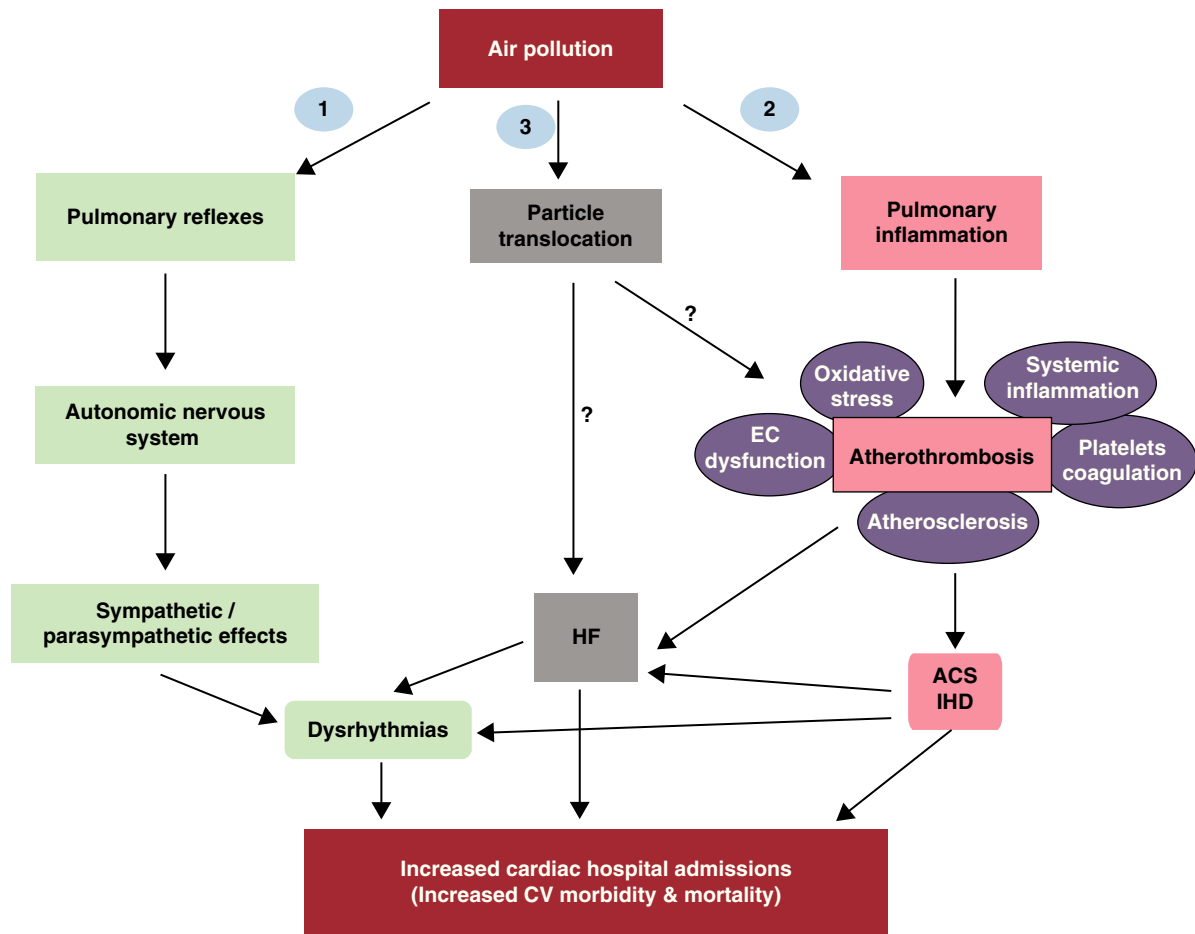 Air pollution
1
3
2
Pulmonary reflexes
Particle
translocation
Pulmonary
inflammation
?
?
Autonomic nervous
system
Oxidative
stress
Systemic
inflammation
EC
dysfunction
Atherothrombosis
Platelets
coagulation
Atherosclerosis
Sympathetic /
parasympathetic effects
HF
ACS
IHD
Dysrhythmias
Increased cardiac hospital admissions
(Increased CV morbidity & mortality)